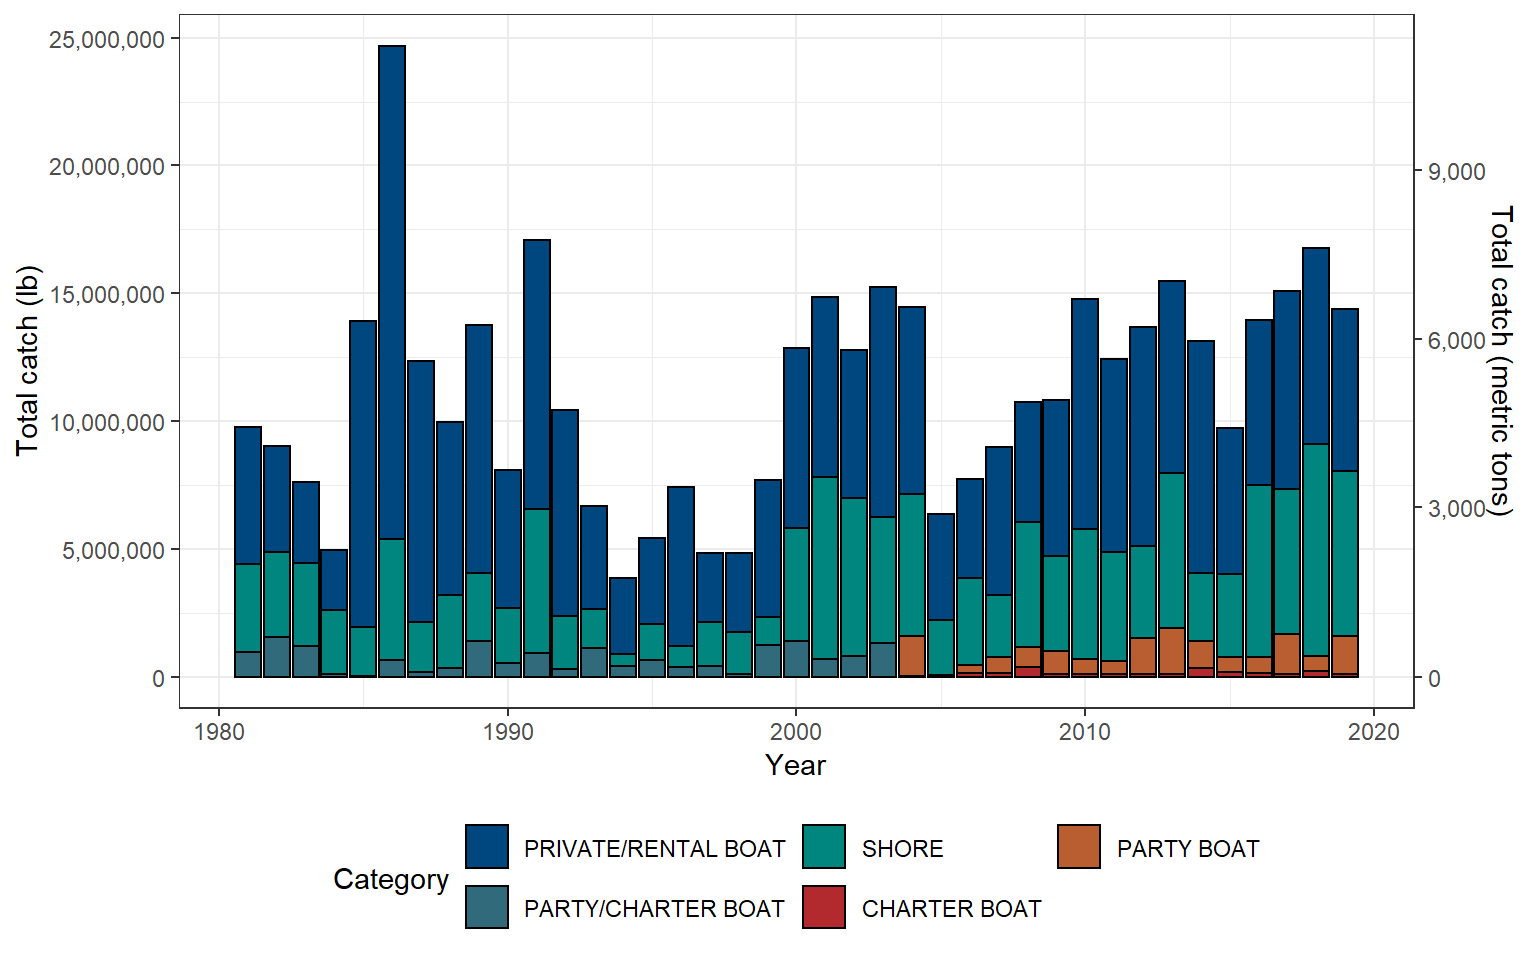 Total catch (lb)
25,000,000
20,000,000
15,000,000
10,000,000
5,000,000
0
9,000
6,000
3,000
0
Total catch (metric tons)
1980 1990 2000 2010 2020
Year
Category
PRIVATE/RENTAL BOAT SHORE PARTY BOAT
PARTY/CHARTER BOAT CHARTER BOAT